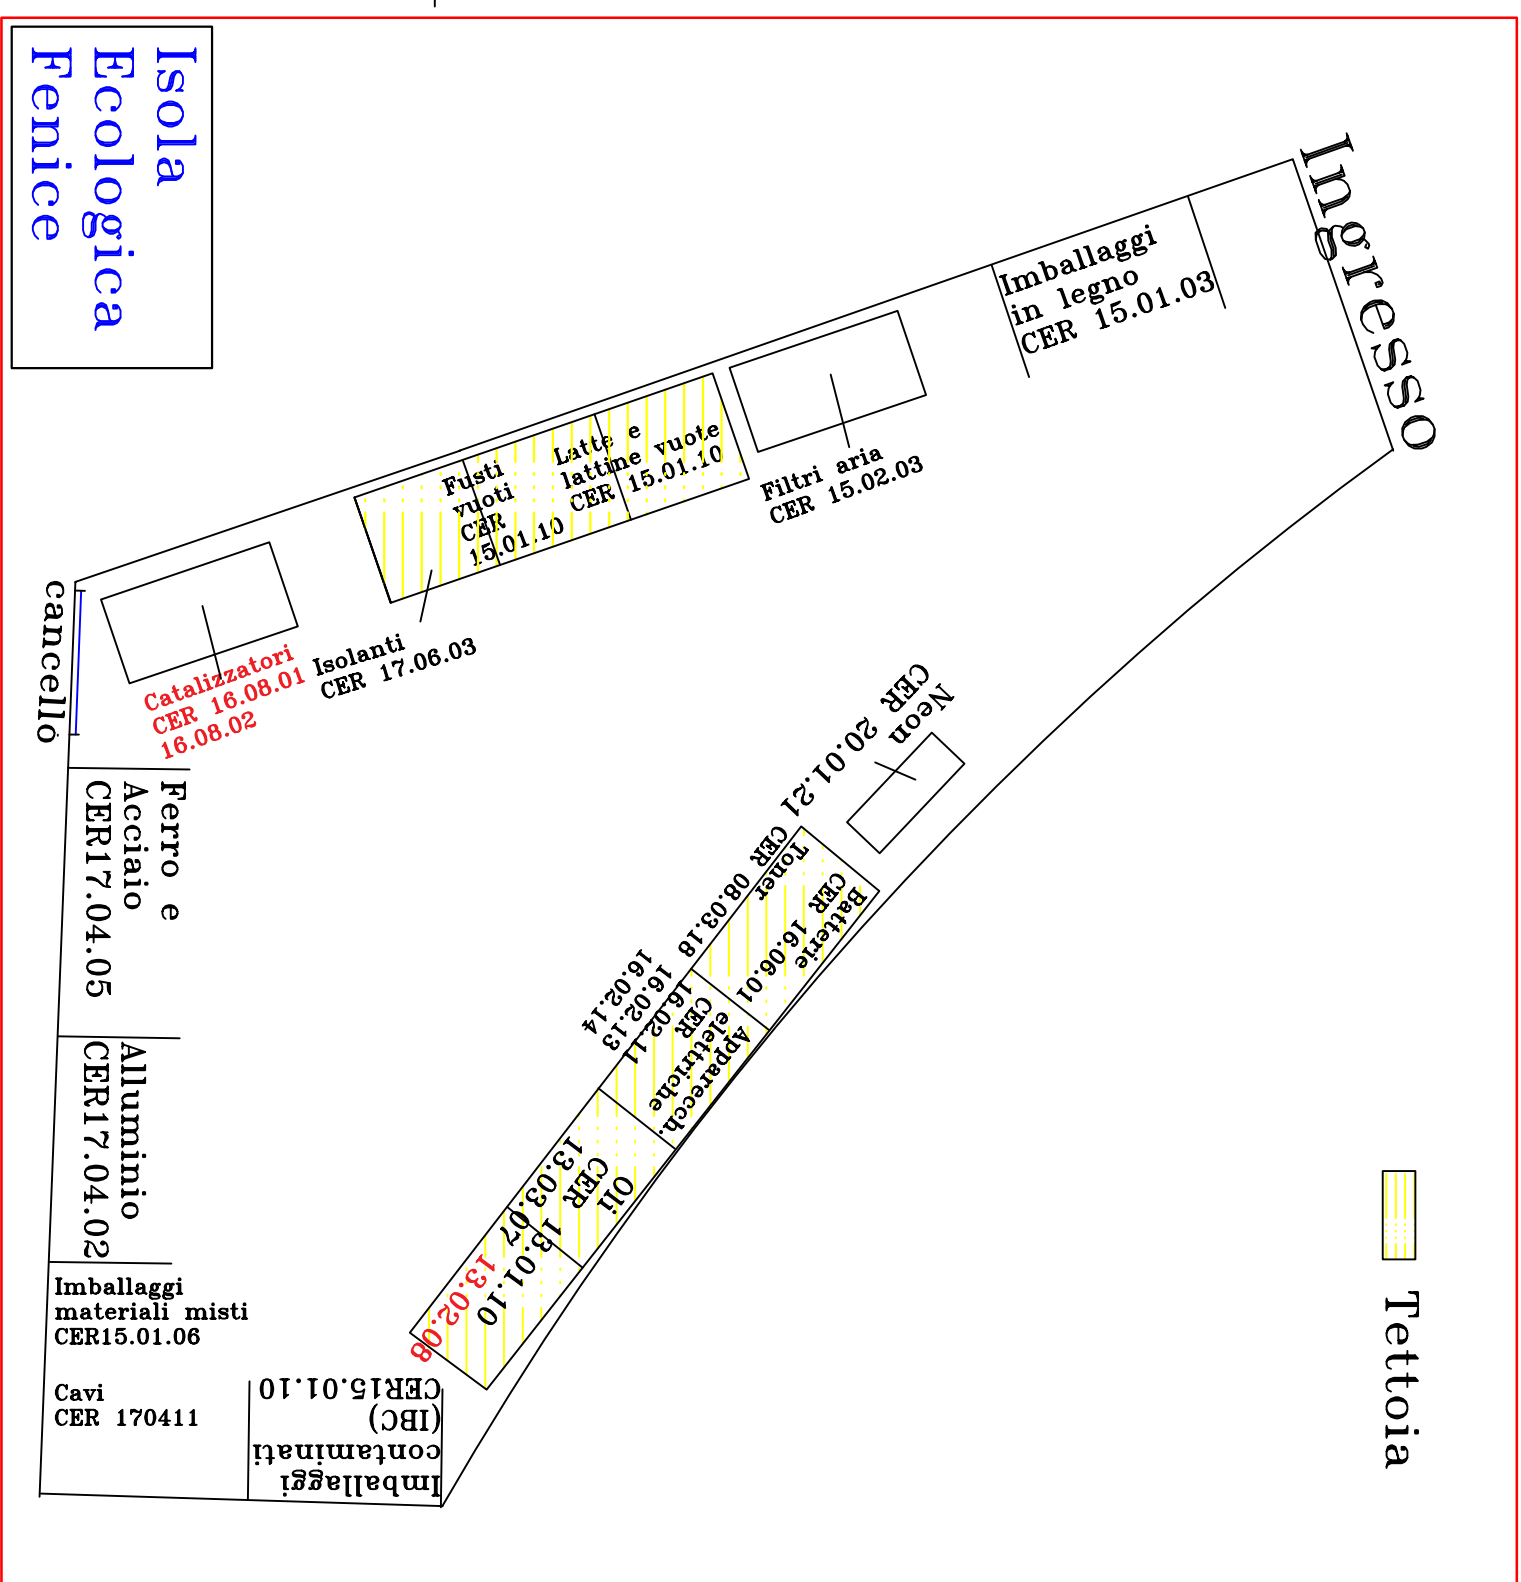 Isola
Ecologica
Fenice
Ingresso
Imballaggi
in legno
CER 15.01.03
Filtri aria
CER 15.02.03
Latte e
lattine vuote
CER 15.01.10
Fusti
vuoti
CER
15.01.10
Isolanti
CER 17.06.03
Catalizzatori
CER 16.08.01
16.08.02
cancello
Ferro e
Acciaio
CER17.04.05
Alluminio
CER17.04.02
Imballaggi
materiali misti
CER15.01.06
Cavi
CER 170411
Imballaggi
contaminati
(IBC)
CER15.01.10
Neon
CER 20.01.21
Toner
CER 08.03.18
Batterie
CER 16.06.01
Apparecch.
elettriche
CER
16.02.11
16.02.13
16.02.14
Oli
CER 13.01.10
13.03.07
13.02.08
Tettoia